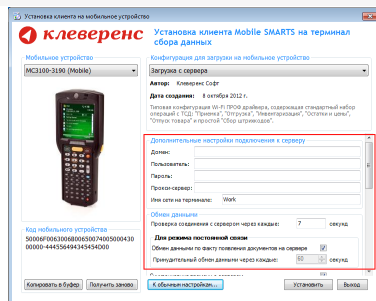 Установка клиента на мобильное устройство
клеверенс
Установка клиента Mobile SMARTS на терминал
сбора данных
Мобильное устройство
MC3100-3190 (Mobile)
Код мобильного устройства
50006F0063006B00650074005000430
00000-444556494345454D00
Копировать в буфер
Получить заново
Конфигурация для загрузки на мобильное устройство
Загрузка с сервера
Автор: Клеверенс Софт
Дата создания: 8 октября 2012 г.
Типовая конфигурация WI-FI ПРОФ драйвера, содержащая стандартный набор
операций с ТСД: "Приемка", "Отгрузка", "Инвентаризация", "Остатки и цены",
"Отпуск товара" и простой "Сбор штрихкодов".
Дополнительные настройки подключения к серверу
Домен:
Пользователь:
Пароль:
Прокси-сервер:
Имя сети на терминале: Work
Обмен данными
Проверка соединения с сервером через каждые: 7 секунд
Для режима постоянной связи
Обмен данными по факту появления документов на сервере
Принудительный обмен данными через каждые: 60 секунд
К обычным настройкам...
Установить
Выход